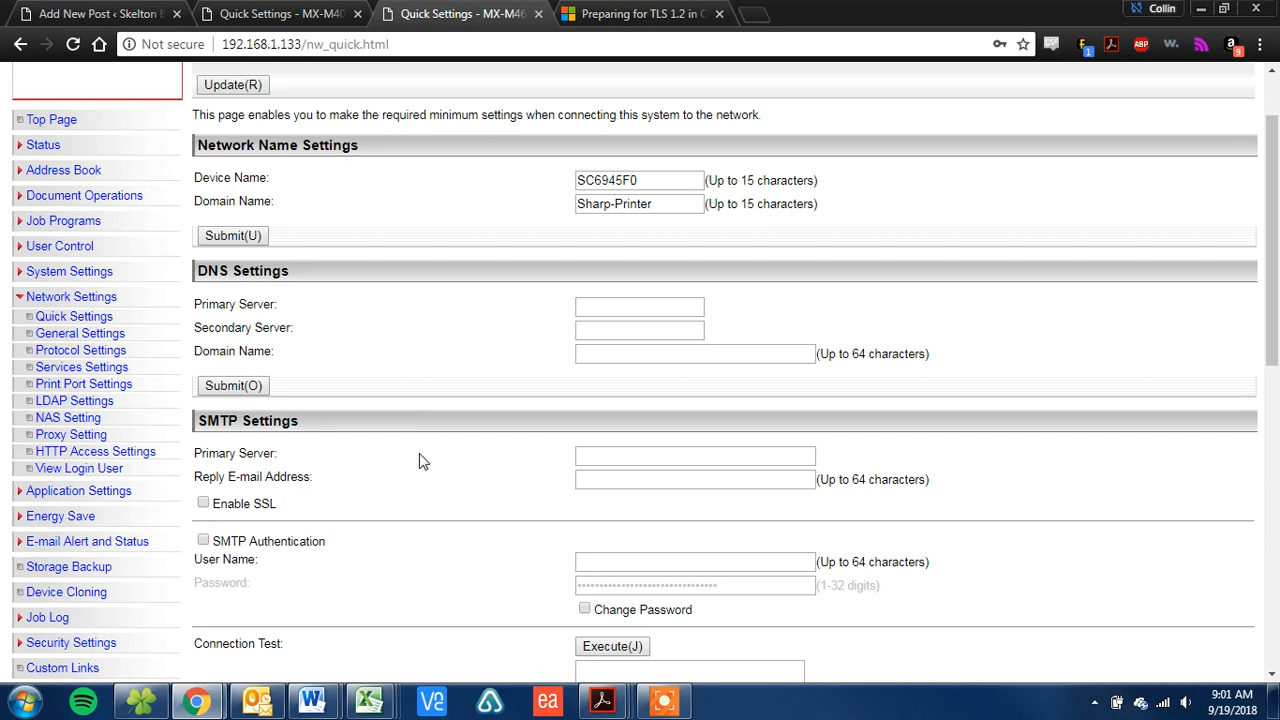 Add New Post ‹ Skelton B
Quick Settings - MX-M40
Quick Settings - MX-M46
Preparing for TLS 1.2 in O
Collin
Not secure | 192.168.1.133/nw_quick.html
ABP
W.
1
9
Update(R)
This page enables you to make the required minimum settings when connecting this system to the network.
Top Page
Status
Address Book
Document Operations
Job Programs
User Control
System Settings
Network Settings
Quick Settings
General Settings
Protocol Settings
Services Settings
Print Port Settings
LDAP Settings
NAS Setting
Proxy Setting
HTTP Access Settings
View Login User
Application Settings
Energy Save
E-mail Alert and Status
Storage Backup
Device Cloning
Job Log
Security Settings
Custom Links
Network Name Settings
Device Name: SC6945F0 (Up to 15 characters)
Domain Name: Sharp-Printer (Up to 15 characters)
Submit(U)
DNS Settings
Primary Server:
Secondary Server:
Domain Name: (Up to 64 characters)
Submit(O)
SMTP Settings
Primary Server:
Reply E-mail Address: (Up to 64 characters)
Enable SSL
SMTP Authentication
User Name: (Up to 64 characters)
Password: •••••••••••••••••••••••••••••••• (1-32 digits)
Change Password
Connection Test: Execute(J)
VE
ea
9:01 AM
9/19/2018